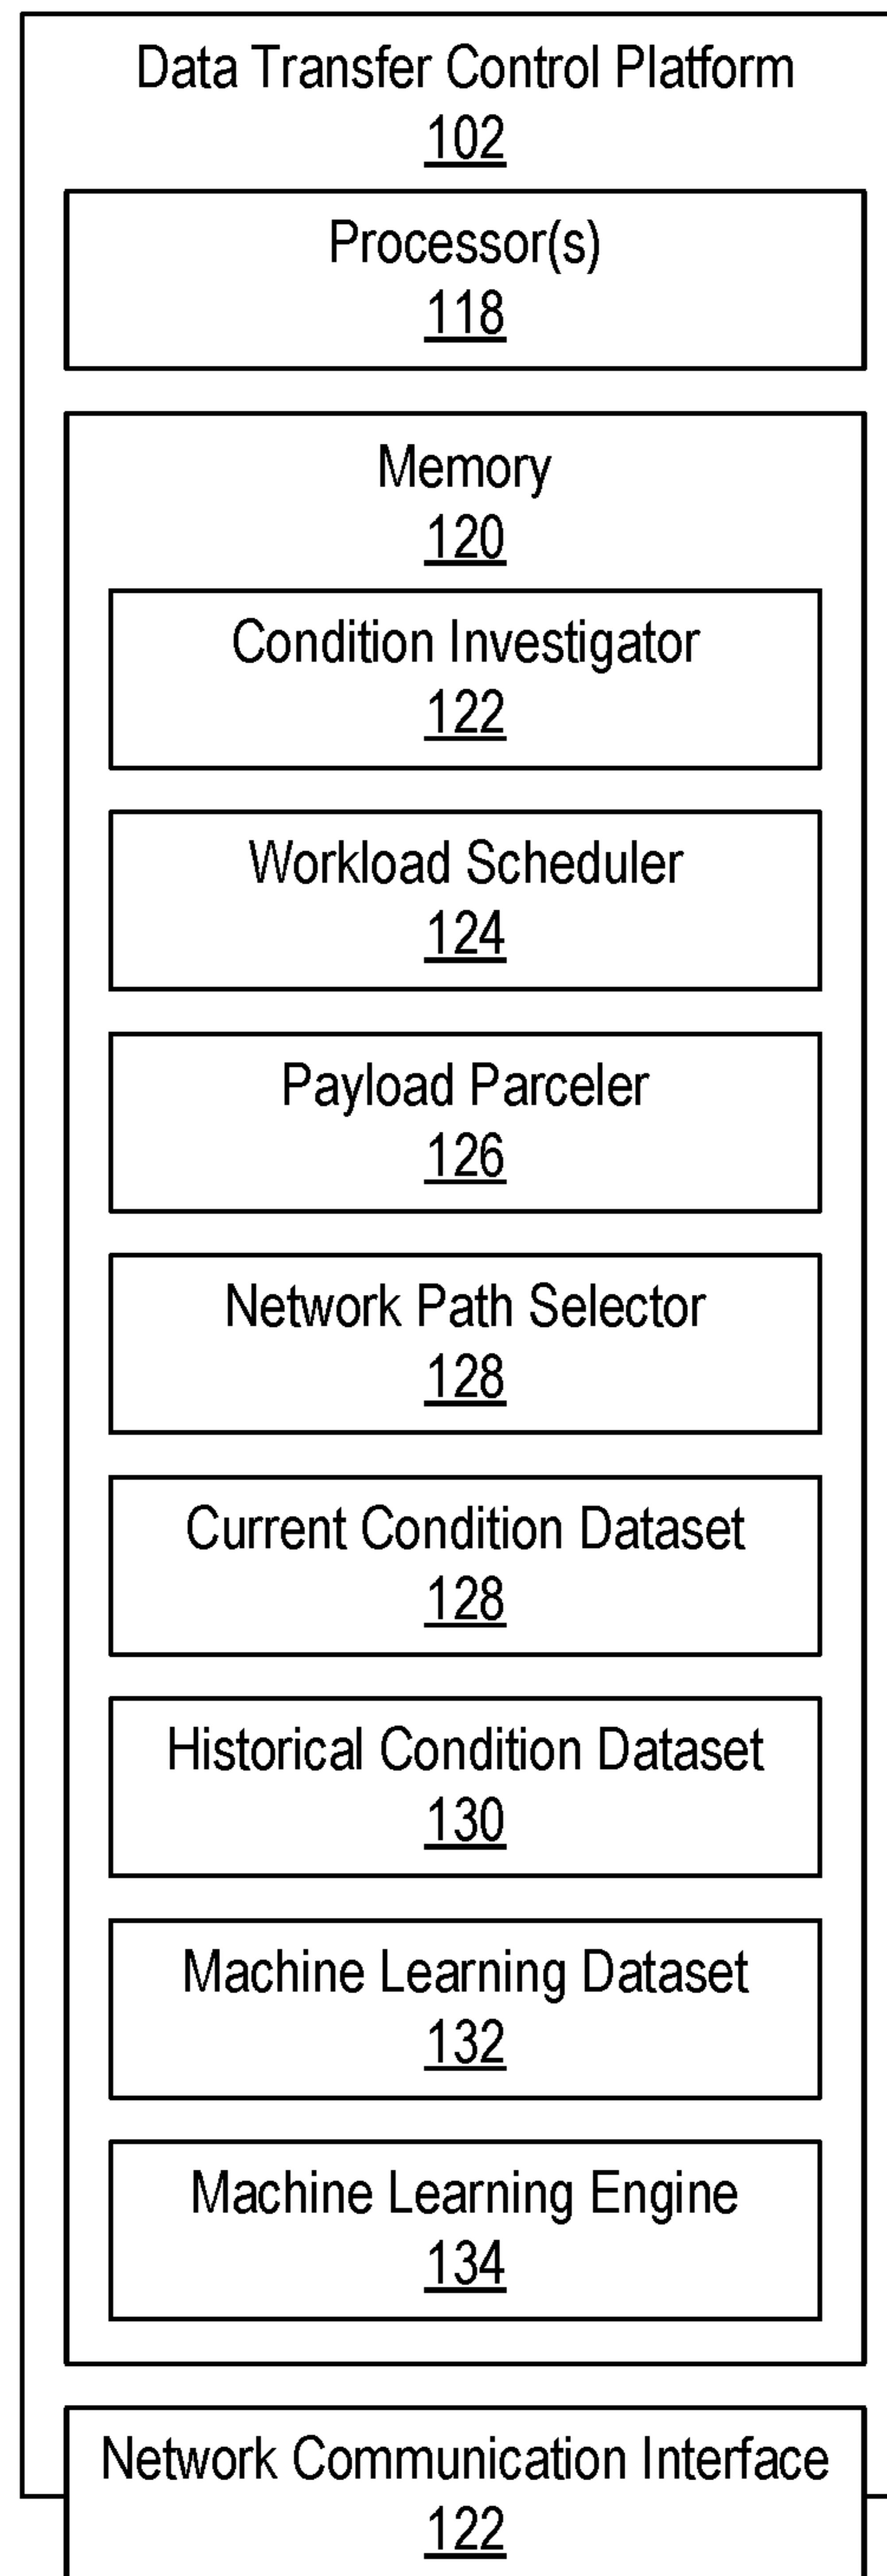 Data Transfer Control Platform
102
Processor(s)
118
Memory
120
Condition Investigator
122
Workload Scheduler
124
Payload Parceler
126
Network Path Selector
128
Current Condition Dataset
128
Historical Condition Dataset
130
Machine Learning Dataset
132
Machine Learning Engine
134
Network Communication Interface
122